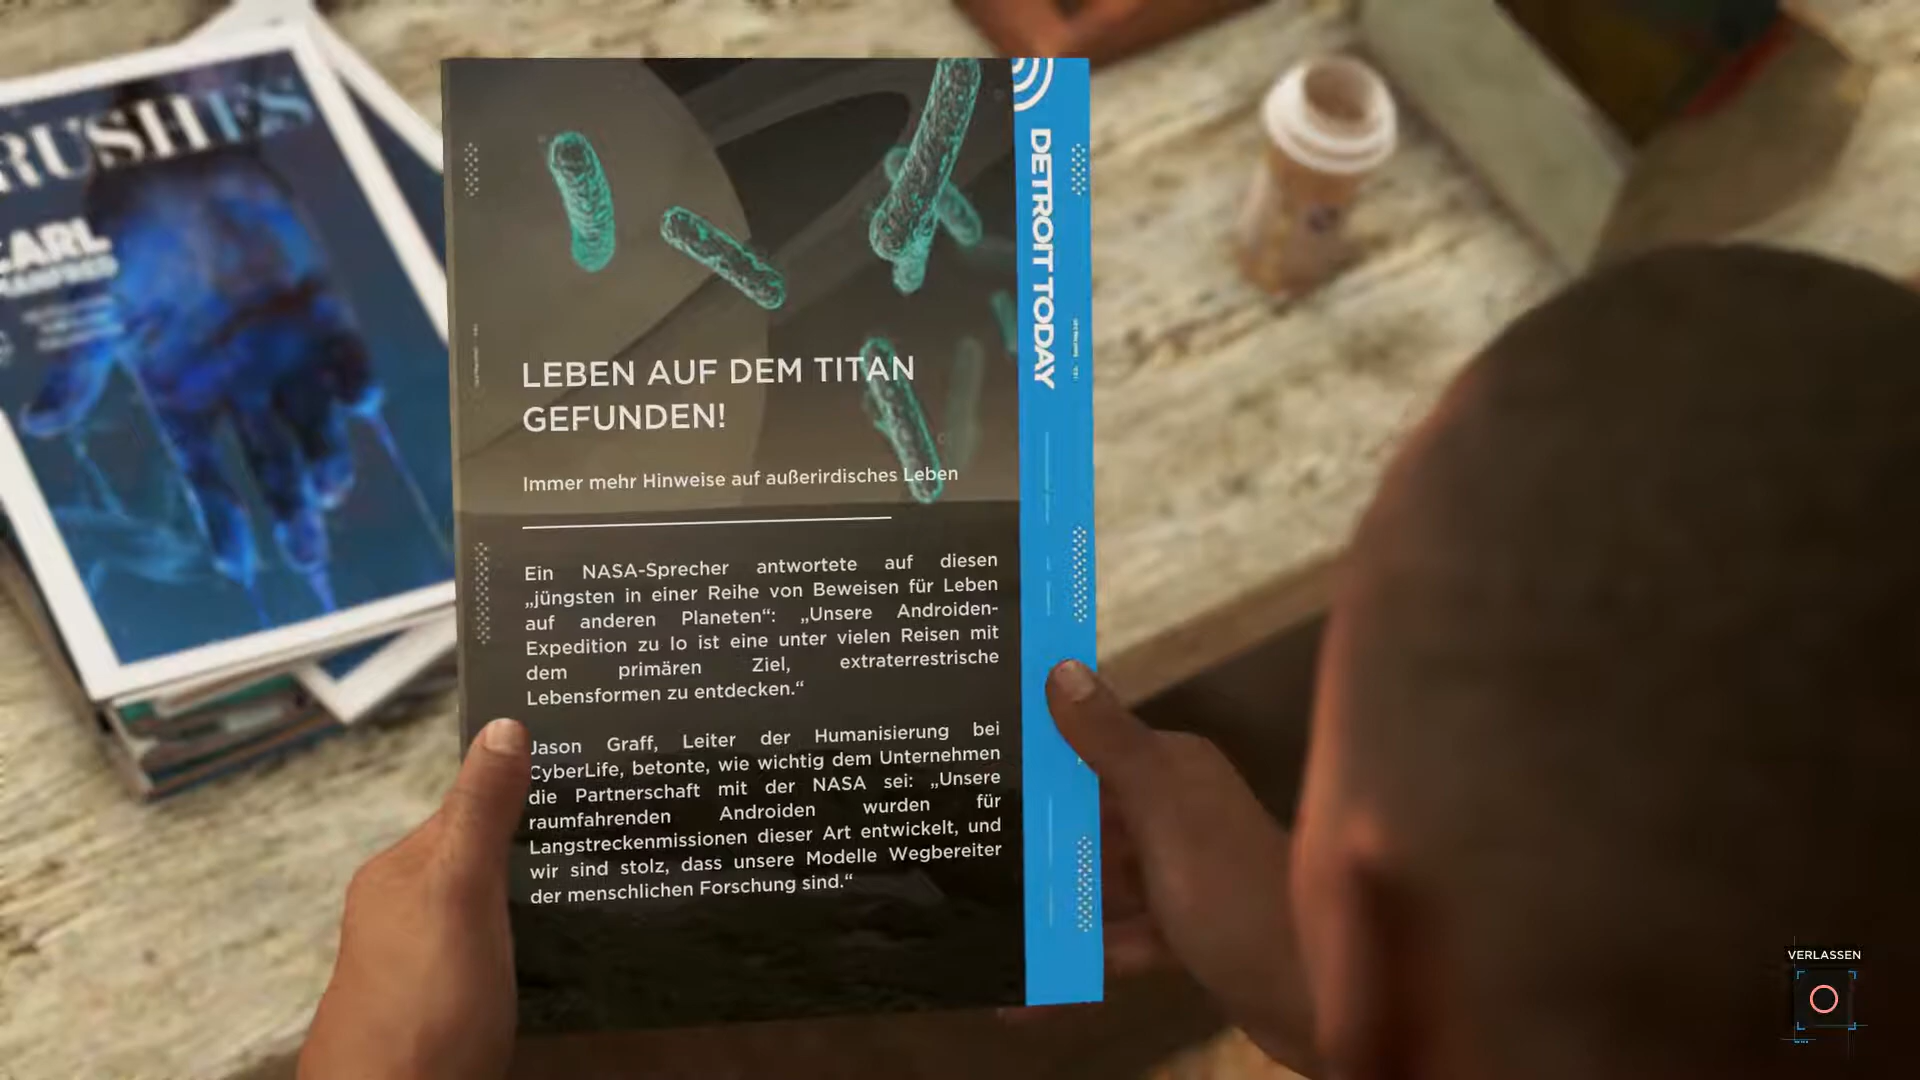 RUSHES
CARL
MANFRED
DETROIT TODAY
LEBEN AUF DEM TITAN
GEFUNDEN!
Immer mehr Hinweise auf außerirdisches Leben
Ein NASA-Sprecher antwortete auf diesen
„jüngsten in einer Reihe von Beweisen für Leben
auf anderen Planeten“: „Unsere Androiden-
Expedition zu Io ist eine unter vielen Reisen mit
dem primären Ziel, extraterrestrische
Lebensformen zu entdecken.“
Jason Graff, Leiter der Humanisierung bei
CyberLife, betonte, wie wichtig dem Unternehmen
die Partnerschaft mit der NASA sei: „Unsere
raumfahrenden Androiden wurden für
Langstreckenmissionen dieser Art entwickelt, und
wir sind stolz, dass unsere Modelle Wegbereiter
der menschlichen Forschung sind.“
VERLASSEN